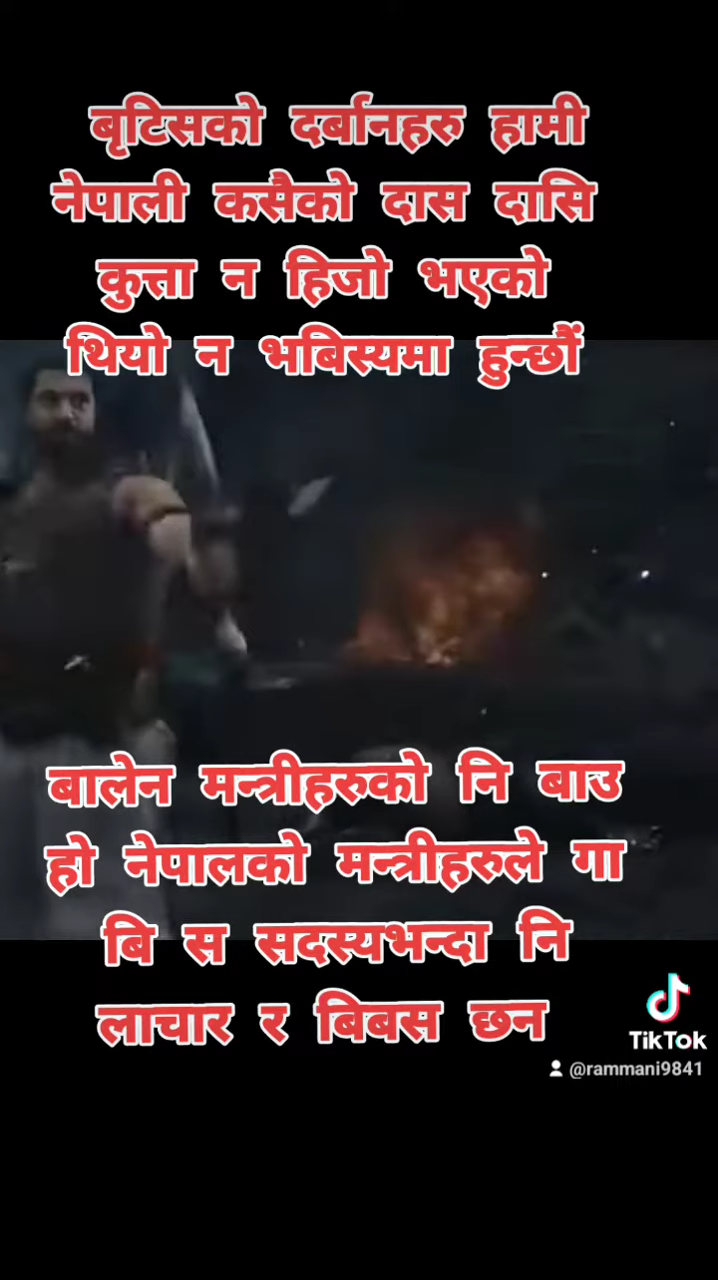 बृटिसको दर्बानहरु हामी
नेपाली कसैको दास दासि
कुत्ता न हिजो भएको
थियो न भबिस्यमा हुन्छौं
बालेन मन्त्रीहरुको नि बाउ
हो नेपालको मन्त्रीहरुले गा
बि स सदस्यभन्दा नि
लाचार र बिबस छन
TikTok
@rammani9841